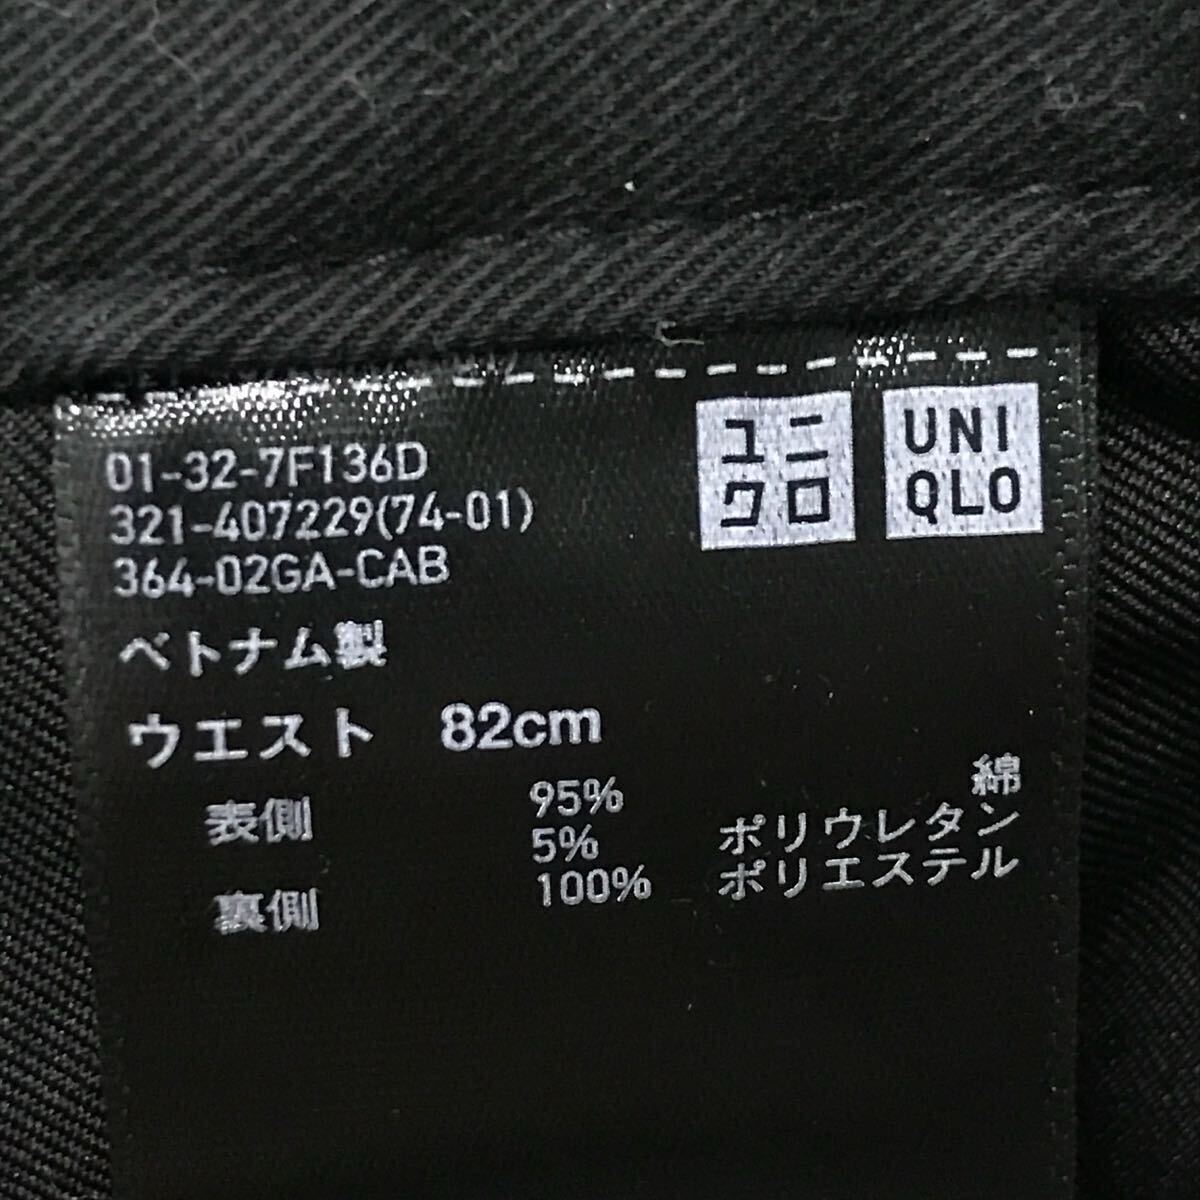 ユニ
クロ
UNI
QLO
01-32-7F136D
321-407229(74-01)
364-02GA-CAB
ベトナム製
ウエスト 82cm
表側 95% 綿
5% ポリウレタン
裏側 100% ポリエステル